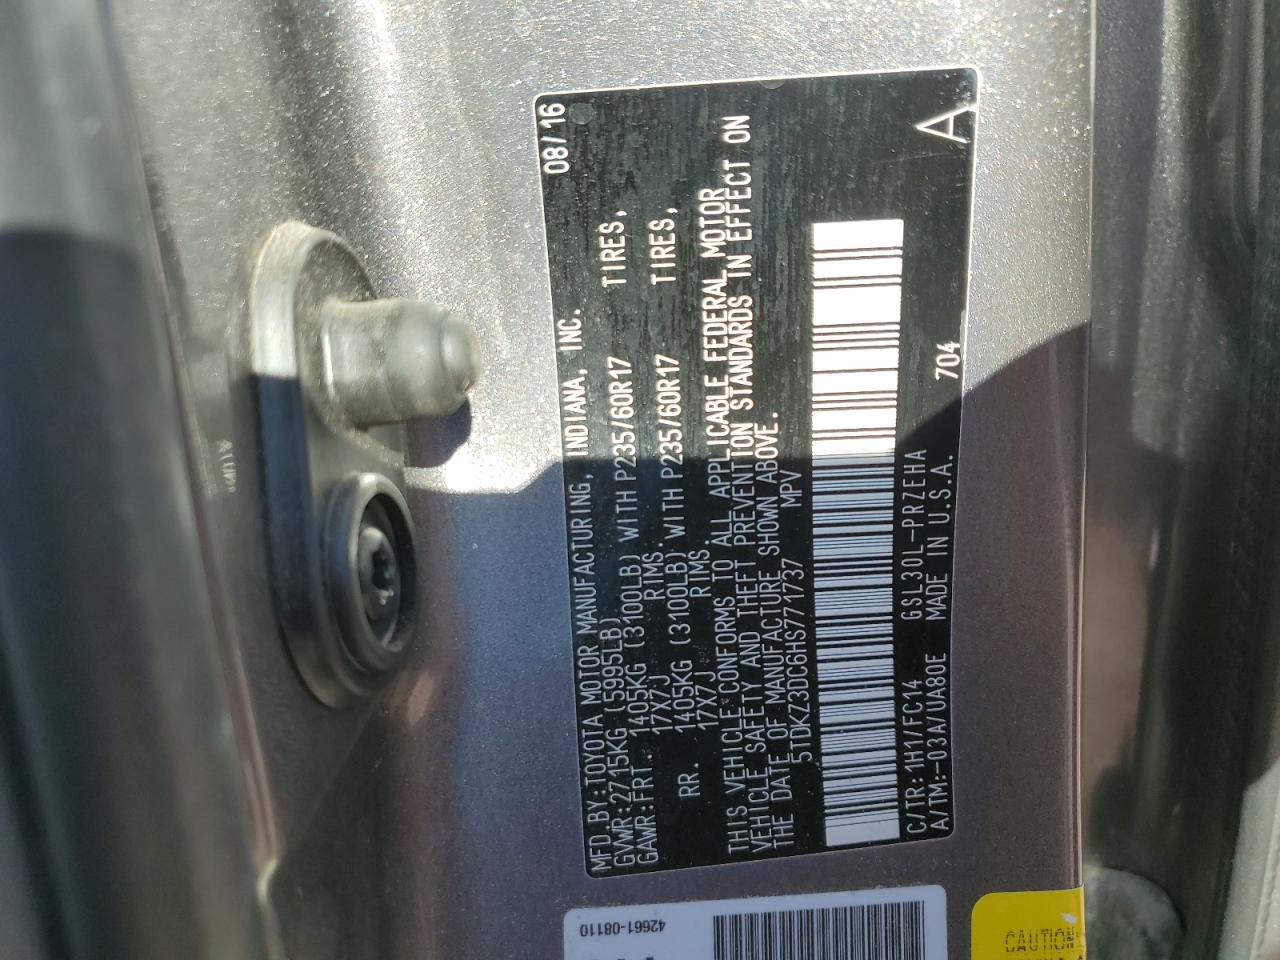 MFD.BY:TOYOTA MOTOR MANUFACTURING, INDIANA, INC. 08/16
GVWR:2715KG (5995LB)
GAWR:FRT. 1405KG (3100LB) WITH P235/60R17 TIRES,
17X7J RIMS.
RR. 1405KG (3100LB) WITH P235/60R17 TIRES,
17X7J RIMS.
THIS VEHICLE CONFORMS TO ALL APPLICABLE FEDERAL MOTOR
VEHICLE SAFETY AND THEFT PREVENTION STANDARDS IN EFFECT ON
THE DATE OF MANUFACTURE SHOWN ABOVE.
5TDKZ3DC6HS771737 MPV
C/TR:1H1/FC14 GSL30L-PRZEHA
A/TM:-03A/UA80E MADE IN U.S.A. 704
A
42661-08110
CAUTION